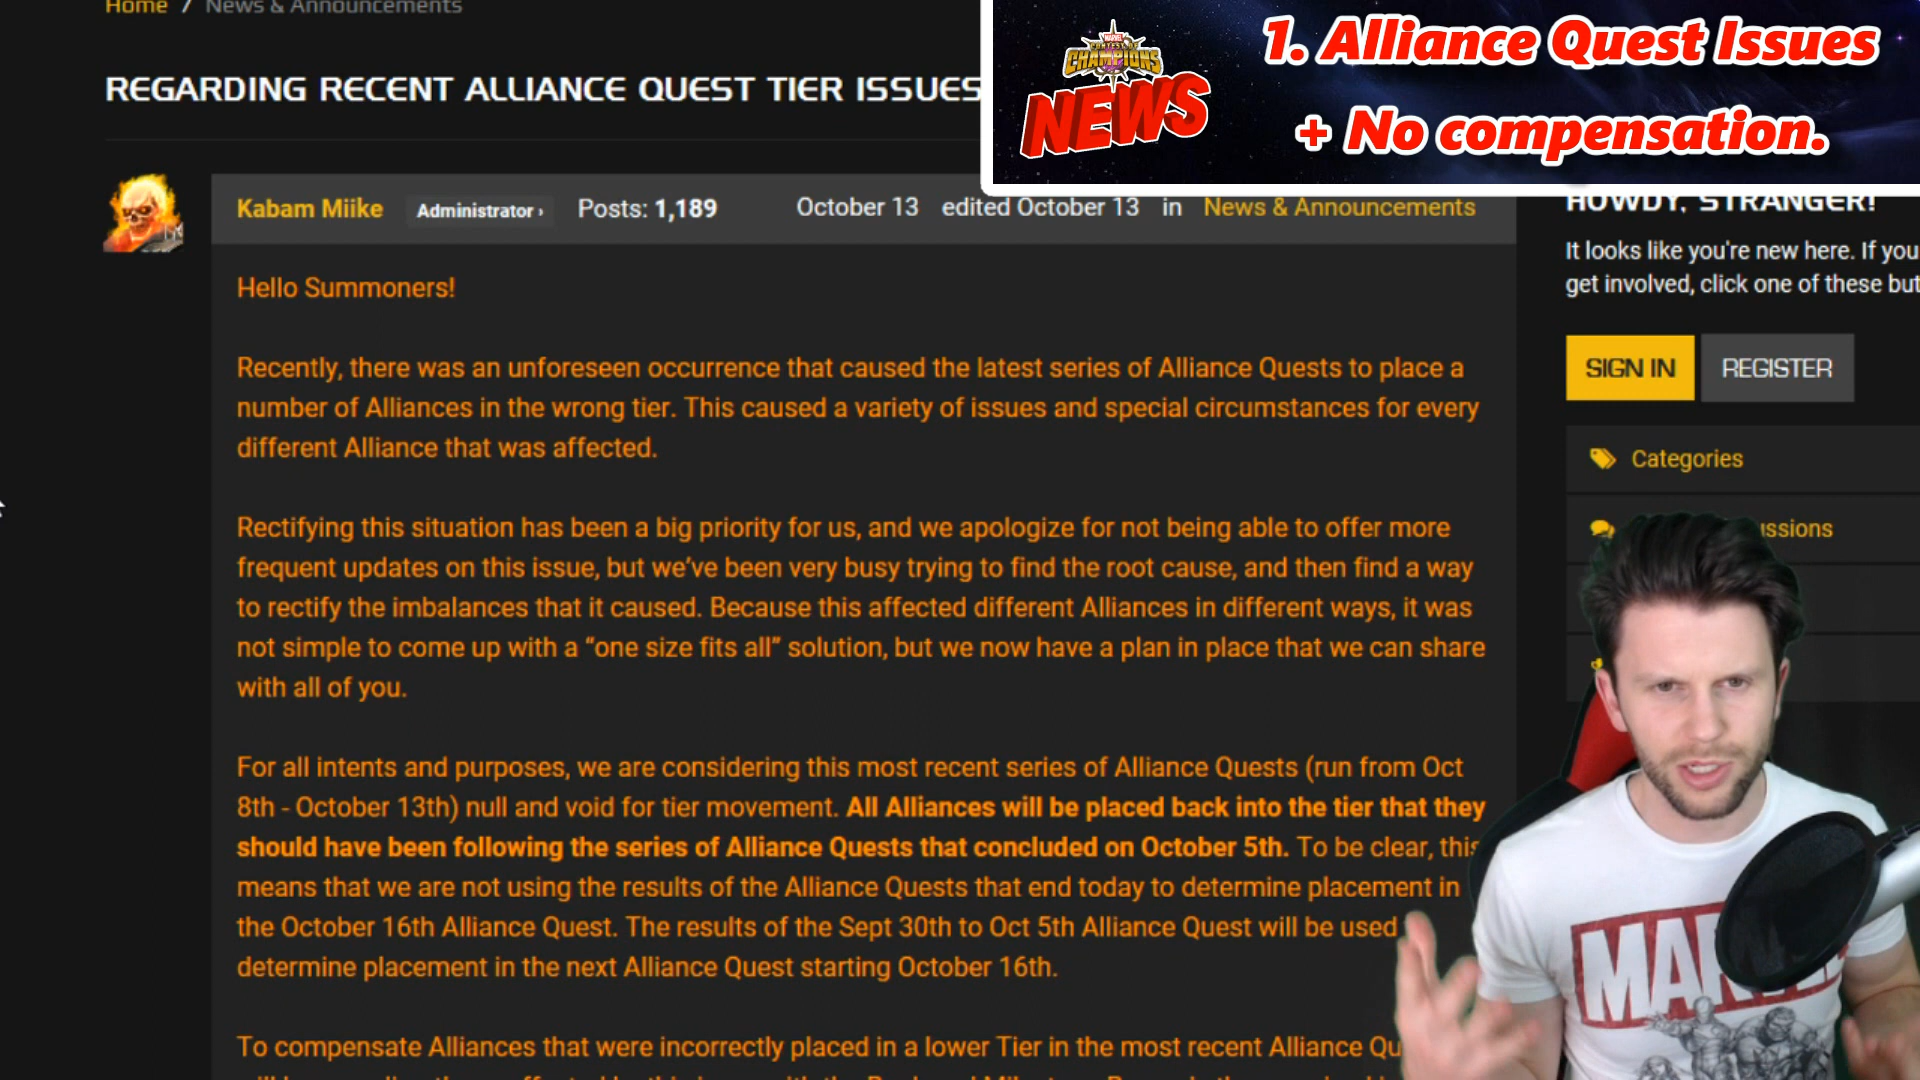 Home / News & Announcements
REGARDING RECENT ALLIANCE QUEST TIER ISSUES
MARVEL
CONTEST OF
CHAMPIONS
NEWS
1. Alliance Quest Issues
+ No compensation.
Kabam Miike Administrator › Posts: 1,189 October 13 edited October 13 in News & Announcements
Hello Summoners!
Recently, there was an unforeseen occurrence that caused the latest series of Alliance Quests to place a
number of Alliances in the wrong tier. This caused a variety of issues and special circumstances for every
different Alliance that was affected.
Rectifying this situation has been a big priority for us, and we apologize for not being able to offer more
frequent updates on this issue, but we’ve been very busy trying to find the root cause, and then find a way
to rectify the imbalances that it caused. Because this affected different Alliances in different ways, it was
not simple to come up with a “one size fits all” solution, but we now have a plan in place that we can share
with all of you.
For all intents and purposes, we are considering this most recent series of Alliance Quests (run from Oct
8th - October 13th) null and void for tier movement. All Alliances will be placed back into the tier that they
should have been following the series of Alliance Quests that concluded on October 5th. To be clear, this
means that we are not using the results of the Alliance Quests that end today to determine placement in
the October 16th Alliance Quest. The results of the Sept 30th to Oct 5th Alliance Quest will be used
determine placement in the next Alliance Quest starting October 16th.
To compensate Alliances that were incorrectly placed in a lower Tier in the most recent Alliance Qu
HOWDY, STRANGER!
It looks like you're new here. If you
get involved, click one of these but
SIGN IN REGISTER
Categories
ussions
MAR